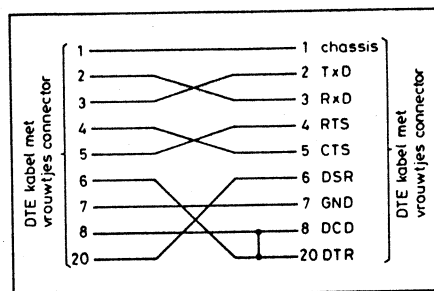 DTE kabel met
vrouwtjes connector
1 1 chassis
2 2 TxD
3 3 RxD
4 4 RTS
5 5 CTS
6 6 DSR
7 7 GND
8 8 DCD
20 20 DTR
DTE kabel met
vrouwtjes connector